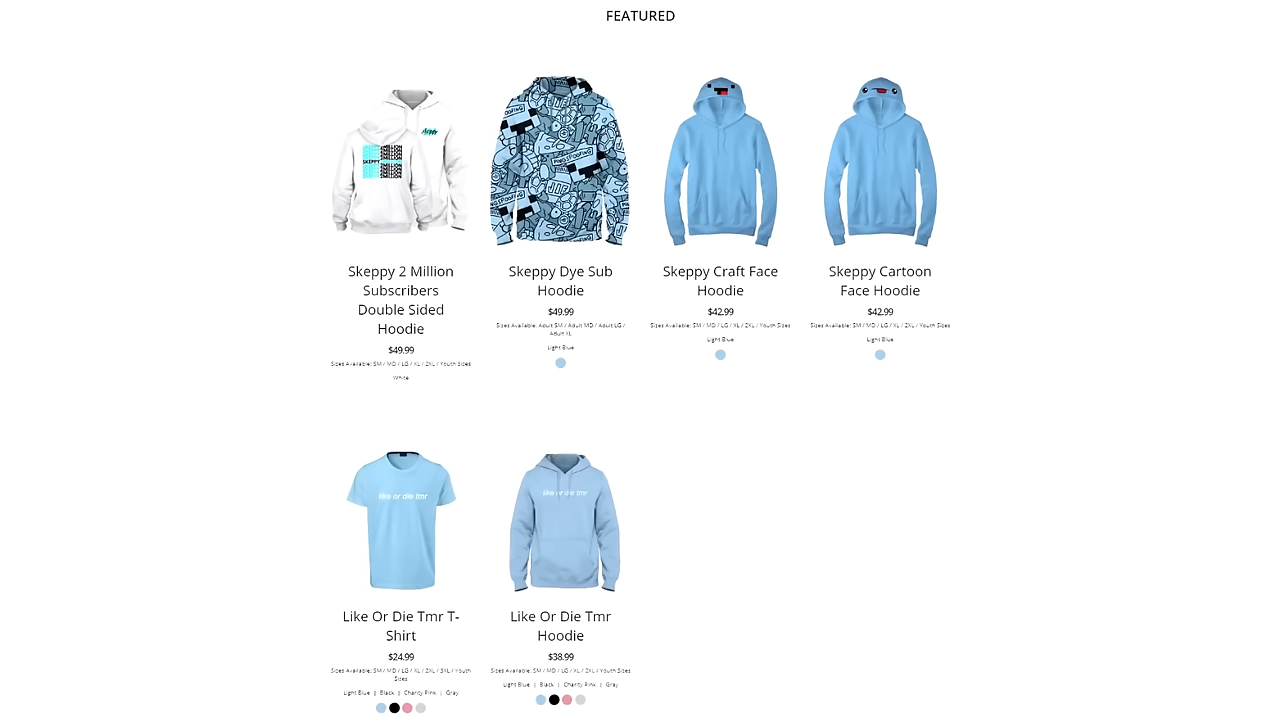 FEATURED
Skeppy 2 Million
Subscribers
Double Sided
Hoodie
$49.99
Sizes Available: SM / MD / LG / XL / 2XL / Youth Sizes
White
Skeppy Dye Sub
Hoodie
$49.99
Sizes Available: Adult SM / Adult MD / Adult LG /
Adult XL
Light Blue
Skeppy Craft Face
Hoodie
$42.99
Sizes Available: SM / MD / LG / XL / 2XL / Youth Sizes
Light Blue
Skeppy Cartoon
Face Hoodie
$42.99
Sizes Available: SM / MD / LG / XL / 2XL / Youth Sizes
Light Blue
like or die tmr
Like Or Die Tmr T-
Shirt
$24.99
Sizes Available: SM / MD / LG / XL / 2XL / 3XL / Youth
Sizes
Light Blue | Black | Charity Pink | Gray
like or die tmr
Like Or Die Tmr
Hoodie
$38.99
Sizes Available: SM / MD / LG / XL / 2XL / Youth Sizes
Light Blue | Black | Charity Pink | Gray